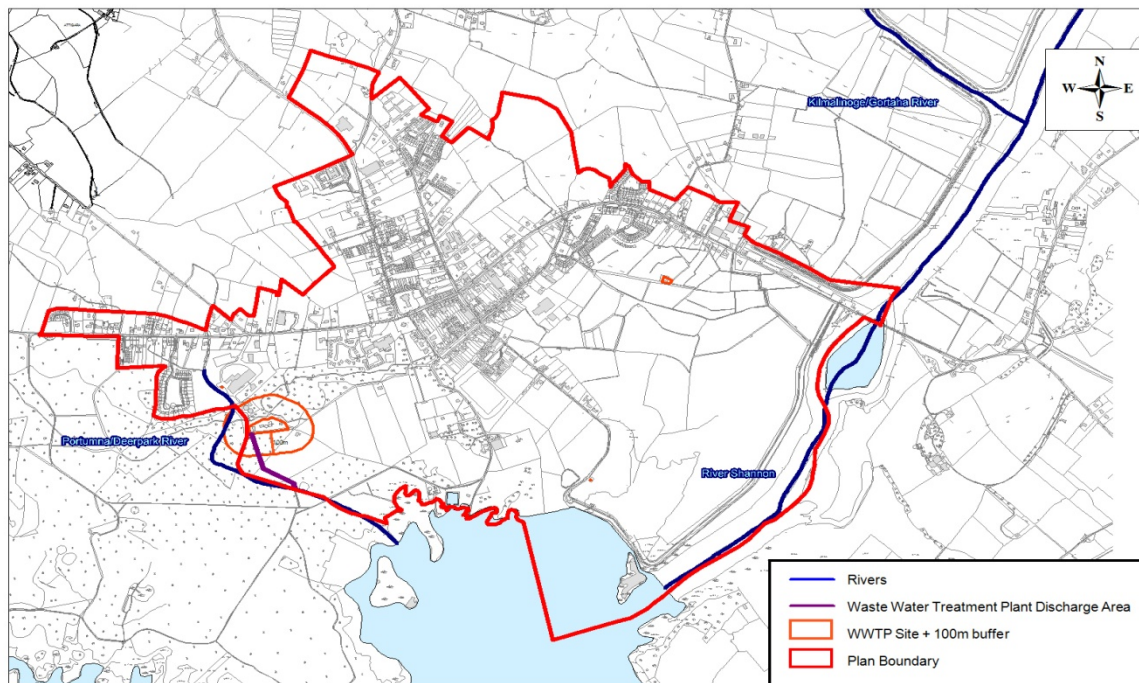 Kilmalinoge/Gortaha River
N
W E
S
Portumna/Deerpark River
100m
River Shannon
Rivers
Waste Water Treatment Plant Discharge Area
WWTP Site + 100m buffer
Plan Boundary